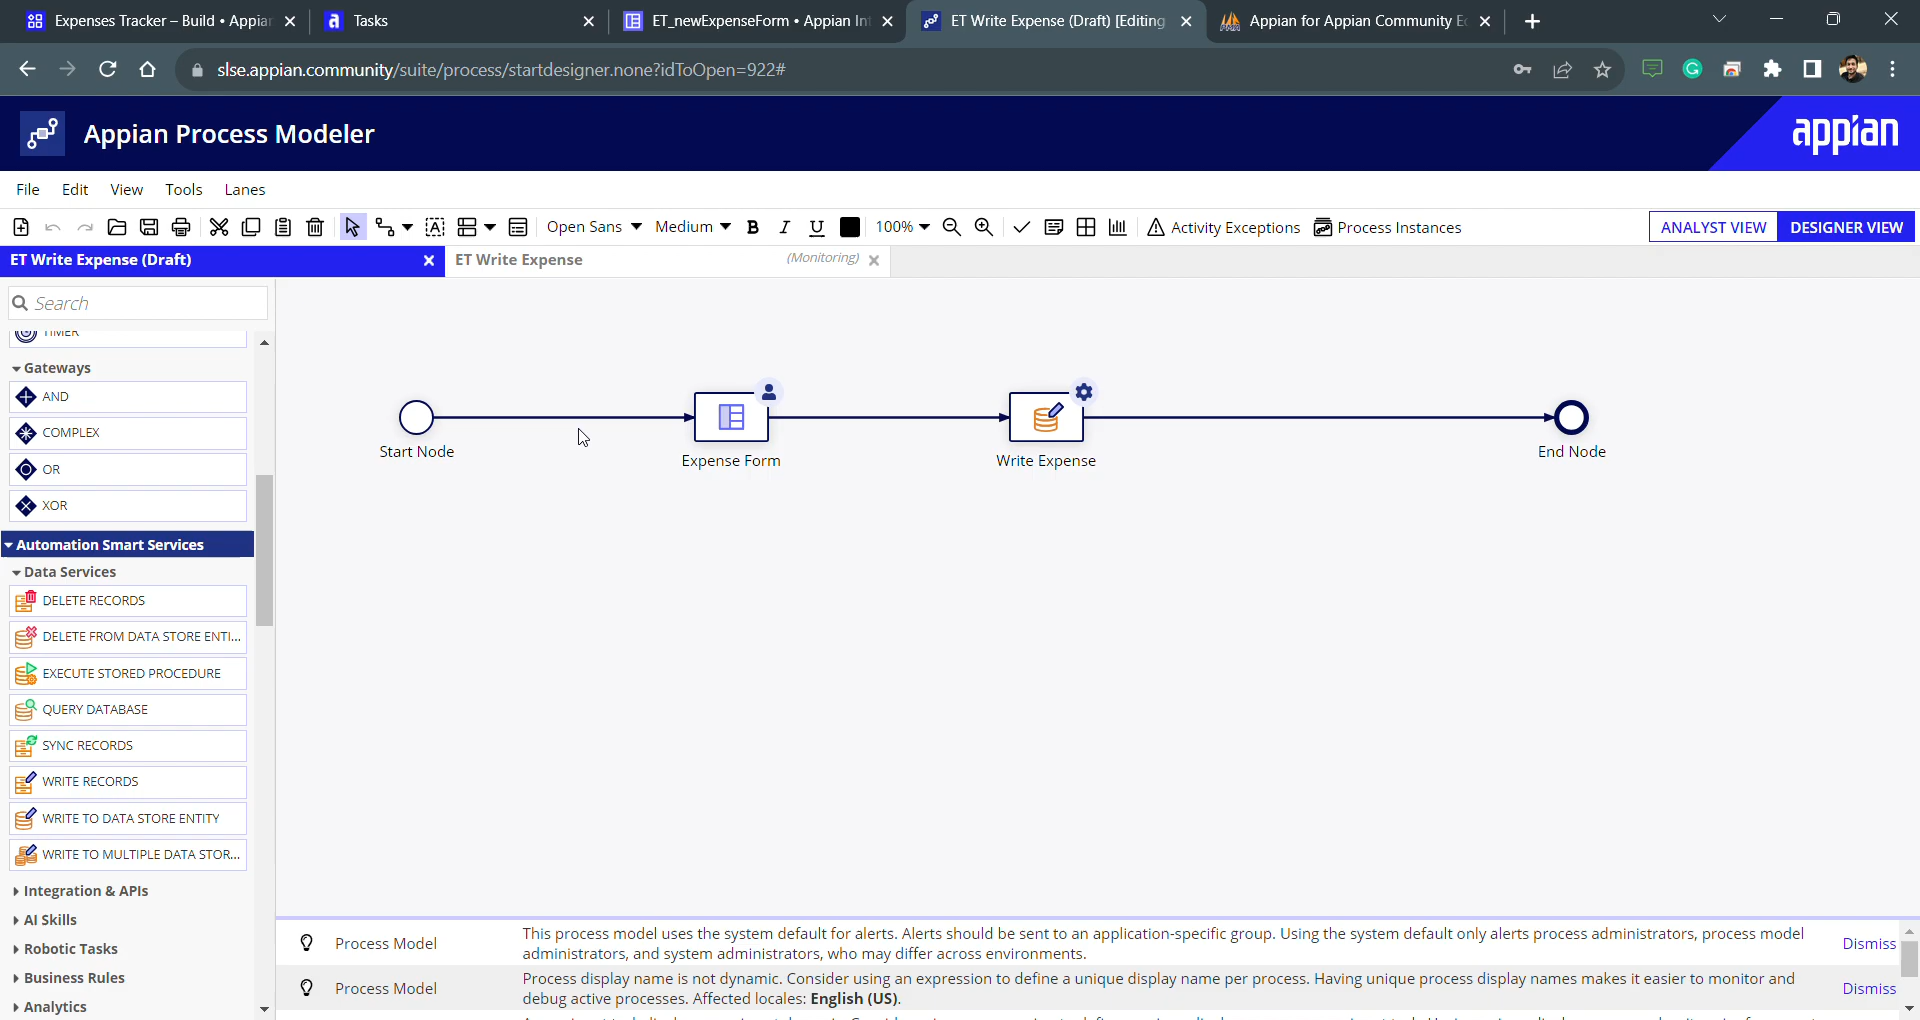 Expenses Tracker – Build • Appian
Tasks
ET_newExpenseForm • Appian Int
ET Write Expense (Draft) [Editing
Appian for Appian Community Ed
slse.appian.community/suite/process/startdesigner.none?idToOpen=922#
Appian Process Modeler
appian
File Edit View Tools Lanes
Open Sans Medium B I U 100% Activity Exceptions Process Instances ANALYST VIEW DESIGNER VIEW
ET Write Expense (Draft)
ET Write Expense (Monitoring)
Search
TIMER
Gateways
AND
COMPLEX
OR
XOR
Automation Smart Services
Data Services
DELETE RECORDS
DELETE FROM DATA STORE ENTI...
EXECUTE STORED PROCEDURE
QUERY DATABASE
SYNC RECORDS
WRITE RECORDS
WRITE TO DATA STORE ENTITY
WRITE TO MULTIPLE DATA STOR...
Integration & APIs
AI Skills
Robotic Tasks
Business Rules
Analytics
Start Node
Expense Form
Write Expense
End Node
Process Model
This process model uses the system default for alerts. Alerts should be sent to an application-specific group. Using the system default only alerts process administrators, process model
administrators, and system administrators, who may differ across environments.
Dismiss
Process Model
Process display name is not dynamic. Consider using an expression to define a unique display name per process. Having unique process display names makes it easier to monitor and
debug active processes. Affected locales: English (US).
Dismiss